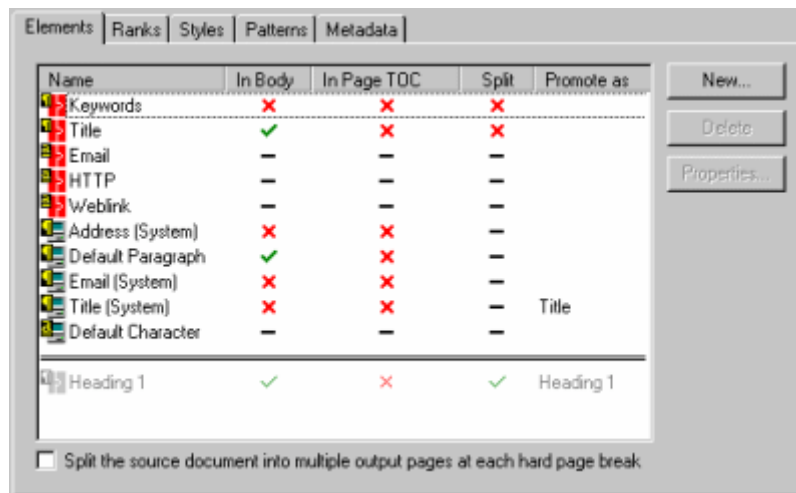 Elements Ranks Styles Patterns Metadata
Name In Body In Page TOC Split Promote as
Keywords
Title
Email
HTTP
Weblink
Address (System)
Default Paragraph
Email (System)
Title (System) Title
Default Character
Heading 1 Heading 1
New...
Delete
Properties...
Split the source document into multiple output pages at each hard page break